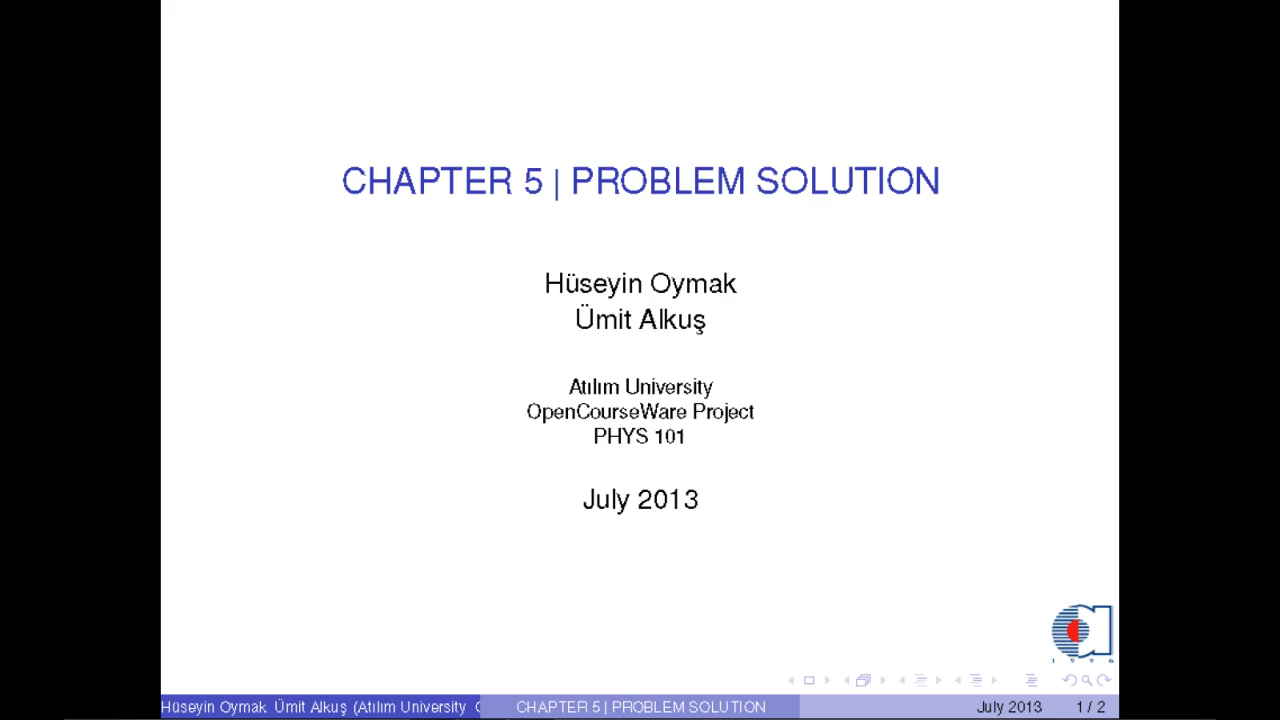 CHAPTER 5 | PROBLEM SOLUTION
Hüseyin Oymak
Ümit Alkuş
Atılım University
OpenCourseWare Project
PHYS 101
July 2013
1996
Hüseyin Oymak, Ümit Alkuş (Atılım University
CHAPTER 5 | PROBLEM SOLUTION
July 2013
1 / 2